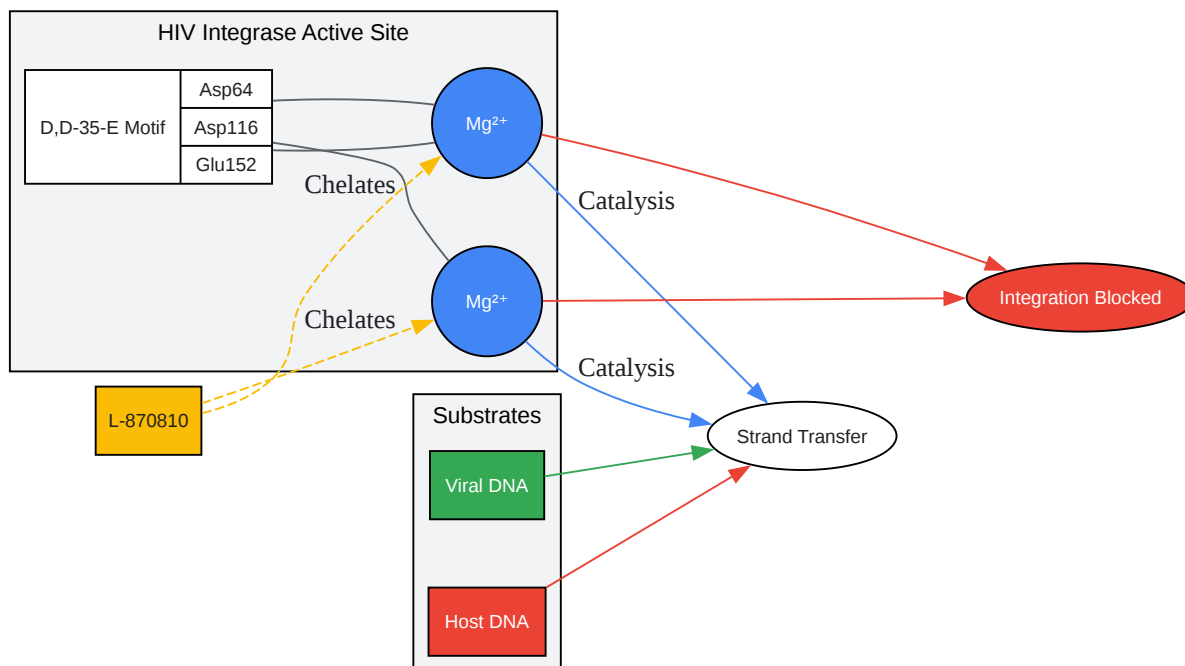 HIV Integrase Active Site
D,D-35-E Motif
Asp64
Asp116
Glu152
Mg²⁺
Chelates
Catalysis
Mg²⁺
Chelates
Integration Blocked
Catalysis
L-870810
Substrates
Strand Transfer
Viral DNA
Host DNA